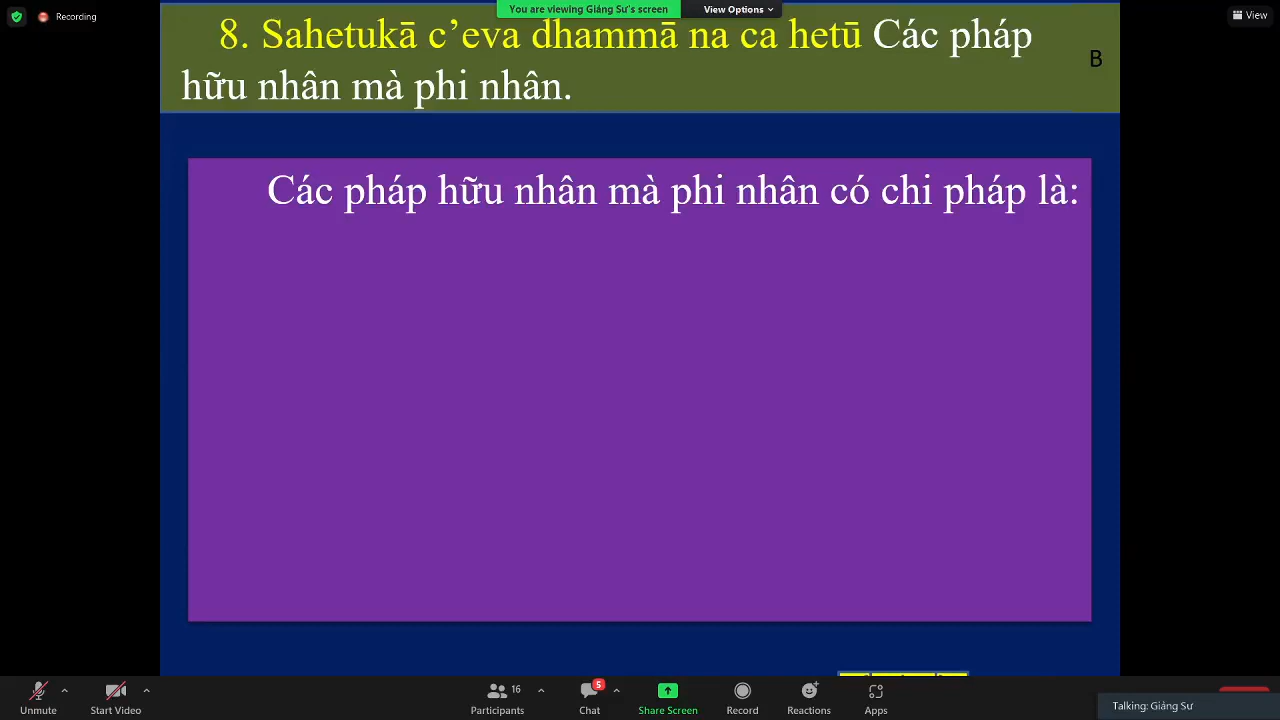 Recording
You are viewing Giảng Sư's screen
View Options
View
8. Sahetukā c'eva dhammā na ca hetū Các pháp
hữu nhân mà phi nhân.
B
Các pháp hữu nhân mà phi nhân có chi pháp là:
Unmute
Start Video
Participants
16
Chat
5
Share Screen
Record
Reactions
Apps
Talking: Giảng Sư